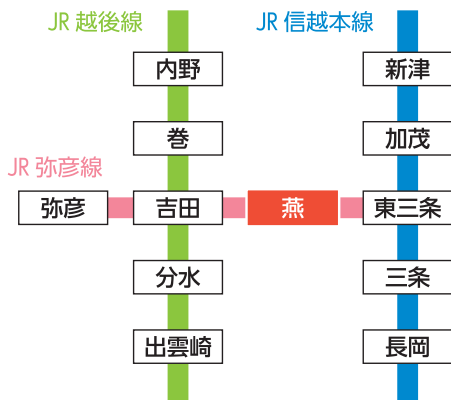 JR 越後線
JR 信越本線
内野
新津
巻
加茂
JR 弥彦線
弥彦
吉田
燕
東三条
分水
三条
出雲崎
長岡